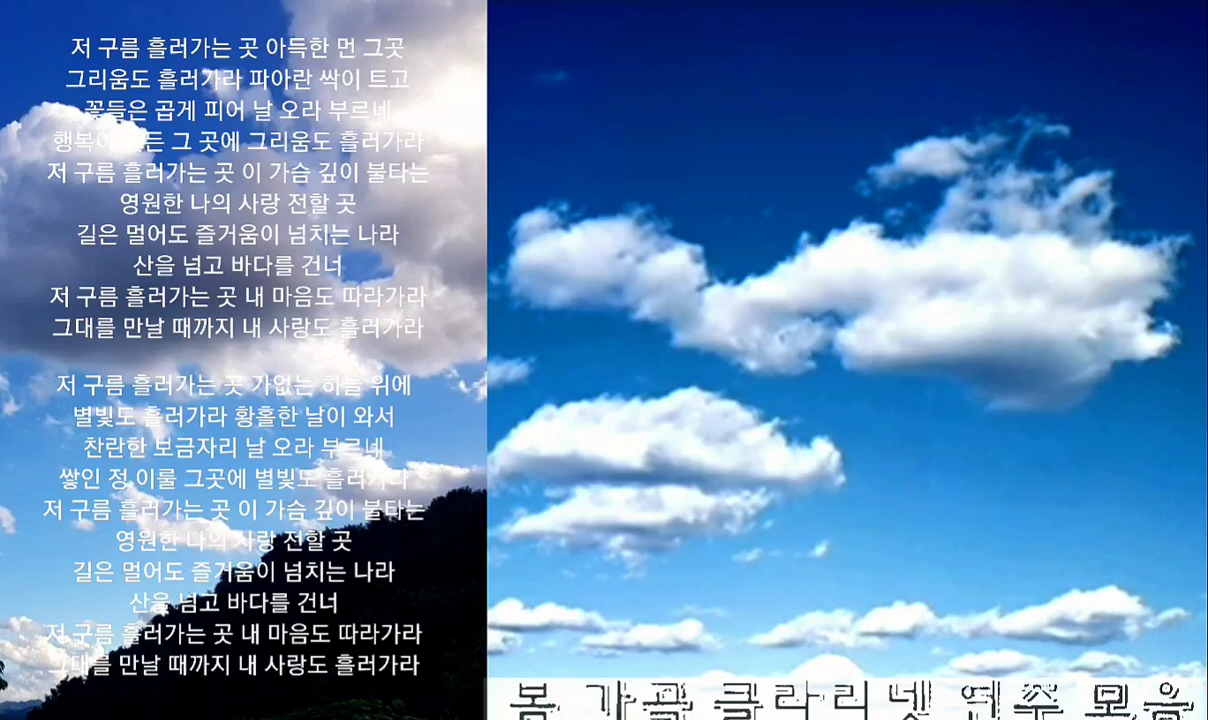 저 구름 흘러가는 곳 아득한 먼 그곳
그리움도 흘러가라 파아란 싹이 트고
꽃들은 곱게 피어 날 오라 부르네
행복이 든 그 곳에 그리움도 흘러가라
저 구름 흘러가는 곳 이 가슴 깊이 불타는
영원한 나의 사랑 전할 곳
길은 멀어도 즐거움이 넘치는 나라
산을 넘고 바다를 건너
저 구름 흘러가는 곳 내 마음도 따라가라
그대를 만날 때까지 내 사랑도 흘러가라
저 구름 흘러가는 곳 가없는 하늘 위에
별빛도 흘러가라 황홀한 날이 와서
찬란한 보금자리 날 오라 부르네
쌓인 정 이룰 그곳에 별빛도 흘러가라
저 구름 흘러가는 곳 이 가슴 깊이 불타는
영원한 나의 사랑 전할 곳
길은 멀어도 즐거움이 넘치는 나라
산을 넘고 바다를 건너
저 구름 흘러가는 곳 내 마음도 따라가라
그대를 만날 때까지 내 사랑도 흘러가라
봄 가곡 클라리넷 연주 모음